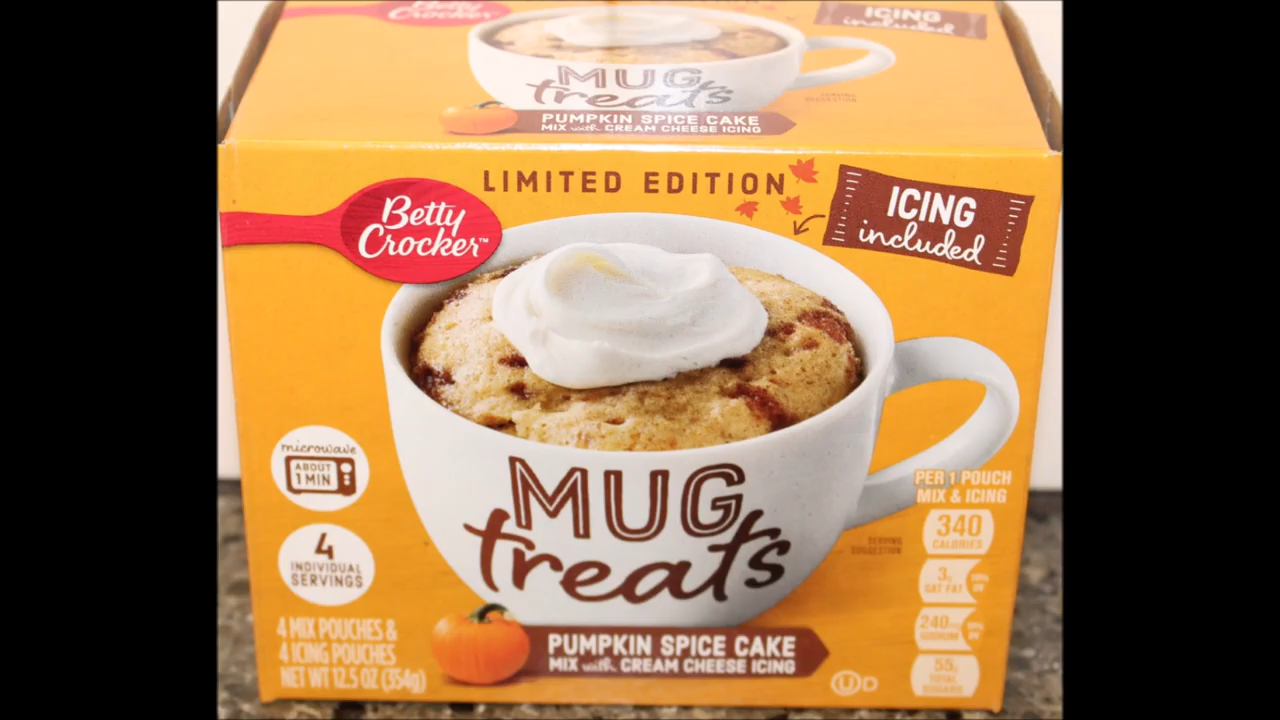 Betty
Crocker
ICING
included
MUG
treats
PUMPKIN SPICE CAKE
MIX with CREAM CHEESE ICING
LIMITED EDITION
Betty
Crocker™
ICING
included
microwave
ABOUT
1 MIN
4
INDIVIDUAL
SERVINGS
4 MIX POUCHES &
4 ICING POUCHES
NET WT 12.5 OZ (354g)
MUG
treats
PUMPKIN SPICE CAKE
MIX with CREAM CHEESE ICING
SERVING
SUGGESTION
PER 1 POUCH
MIX & ICING
340
CALORIES
3g
SAT FAT
240mg
SODIUM
55g
TOTAL
SUGARS
U D